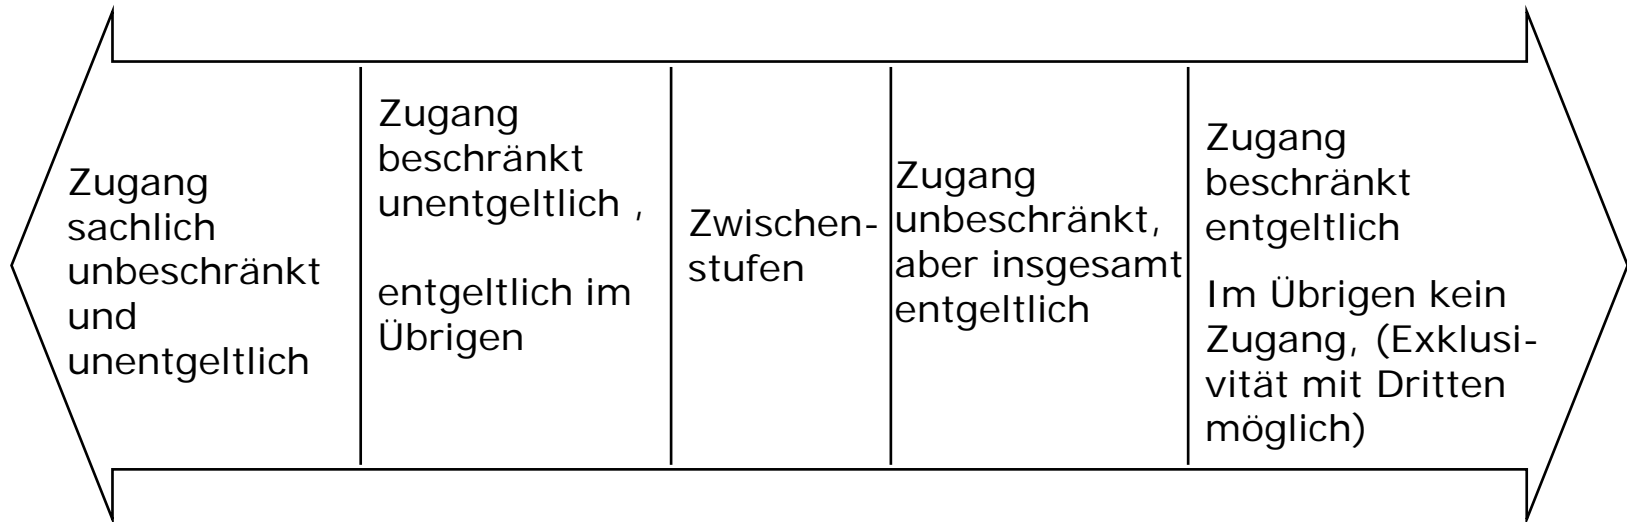 Zugang
sachlich
unbeschränkt
und
unentgeltlich
Zugang
beschränkt
unentgeltlich ,
entgeltlich im
Übrigen
Zwischen-
stufen
Zugang
unbeschränkt,
aber insgesamt
entgeltlich
Zugang
beschränkt
entgeltlich
Im Übrigen kein
Zugang, (Exklusi-
vität mit Dritten
möglich)